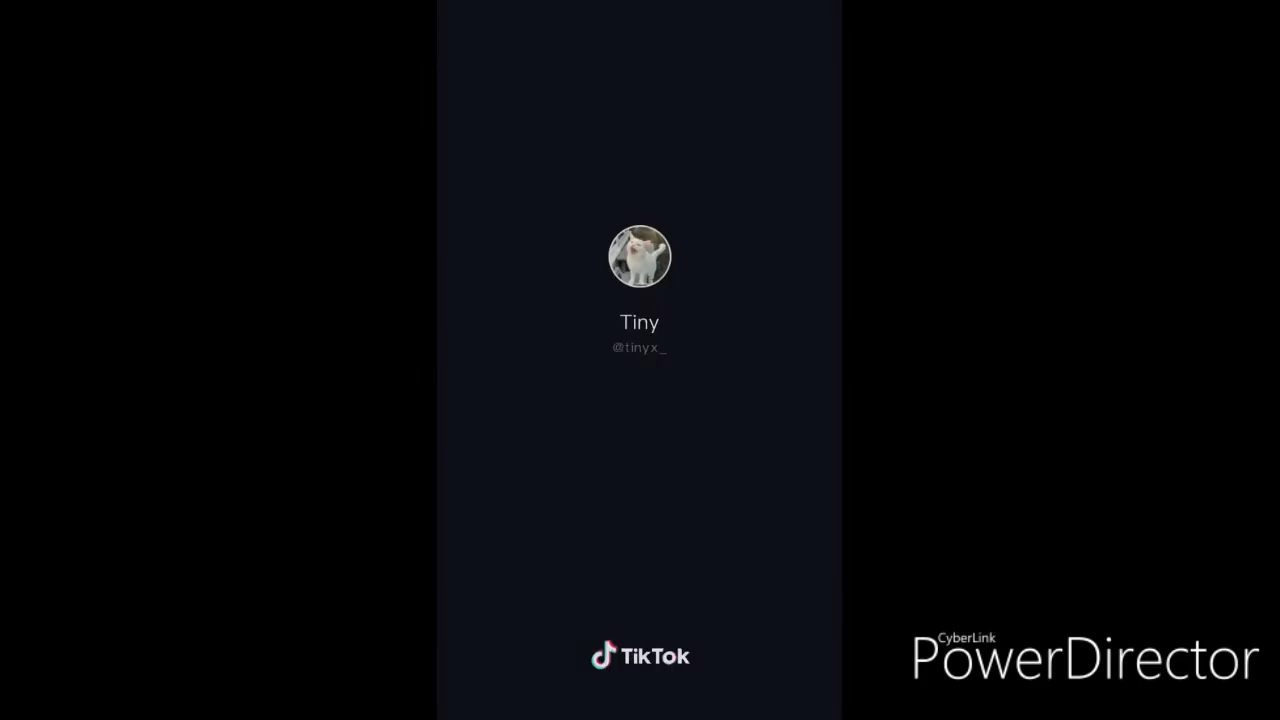 Tiny
@tinyx_
TikTok
CyberLink
PowerDirector